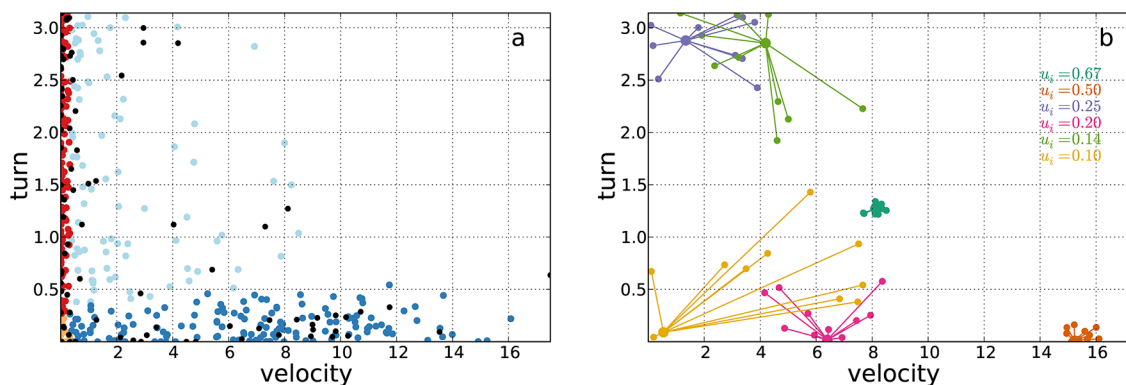 a
3.0
2.5
2.0
1.5
1.0
0.5
turn
2 4 6 8 10 12 14 16
velocity
b
3.0
2.5
2.0
1.5
1.0
0.5
turn
u_i = 0.67
u_i = 0.50
u_i = 0.25
u_i = 0.20
u_i = 0.14
u_i = 0.10
2 4 6 8 10 12 14 16
velocity